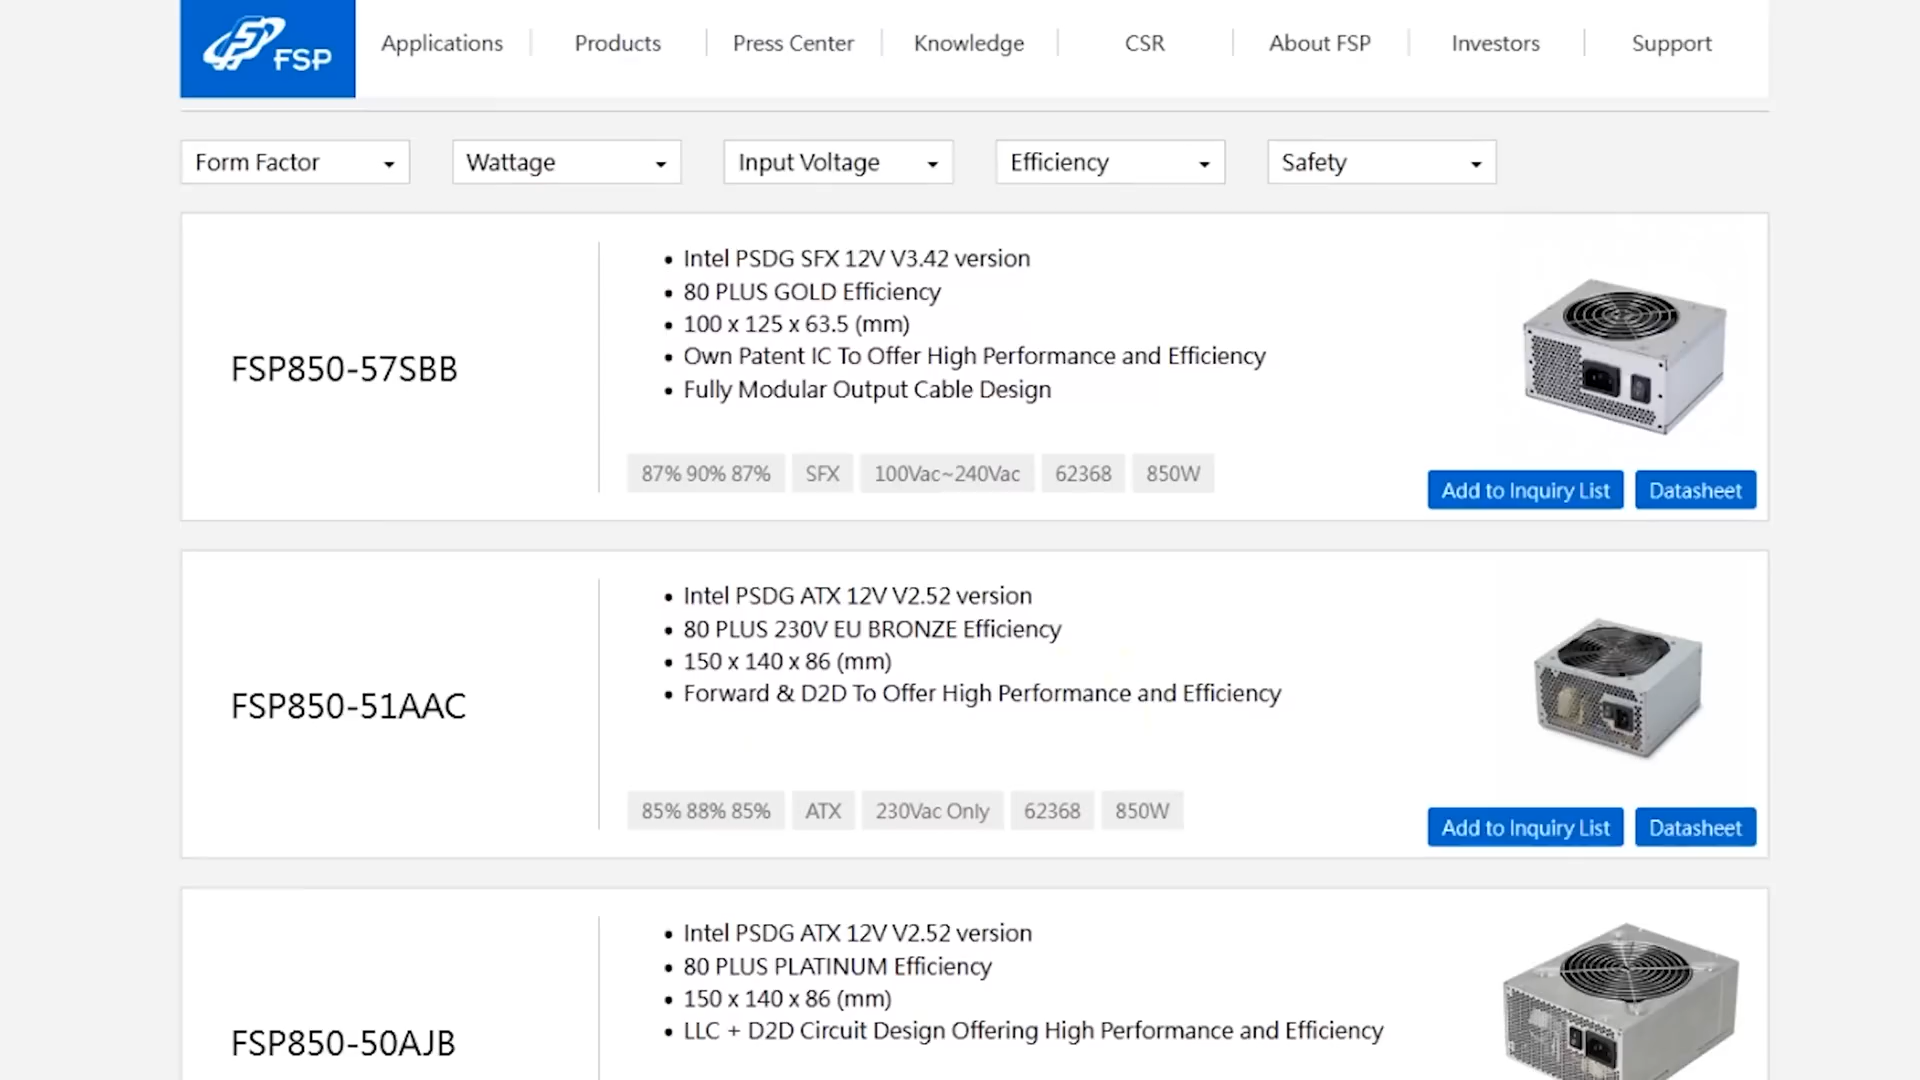 FSP
Applications
Products
Press Center
Knowledge
CSR
About FSP
Investors
Support
Form Factor
Wattage
Input Voltage
Efficiency
Safety
FSP850-57SBB
Intel PSDG SFX 12V V3.42 version
80 PLUS GOLD Efficiency
100 x 125 x 63.5 (mm)
Own Patent IC To Offer High Performance and Efficiency
Fully Modular Output Cable Design
87% 90% 87%
SFX
100Vac~240Vac
62368
850W
Add to Inquiry List
Datasheet
FSP850-51AAC
Intel PSDG ATX 12V V2.52 version
80 PLUS 230V EU BRONZE Efficiency
150 x 140 x 86 (mm)
Forward & D2D To Offer High Performance and Efficiency
85% 88% 85%
ATX
230Vac Only
62368
850W
Add to Inquiry List
Datasheet
FSP850-50AJB
Intel PSDG ATX 12V V2.52 version
80 PLUS PLATINUM Efficiency
150 x 140 x 86 (mm)
LLC + D2D Circuit Design Offering High Performance and Efficiency